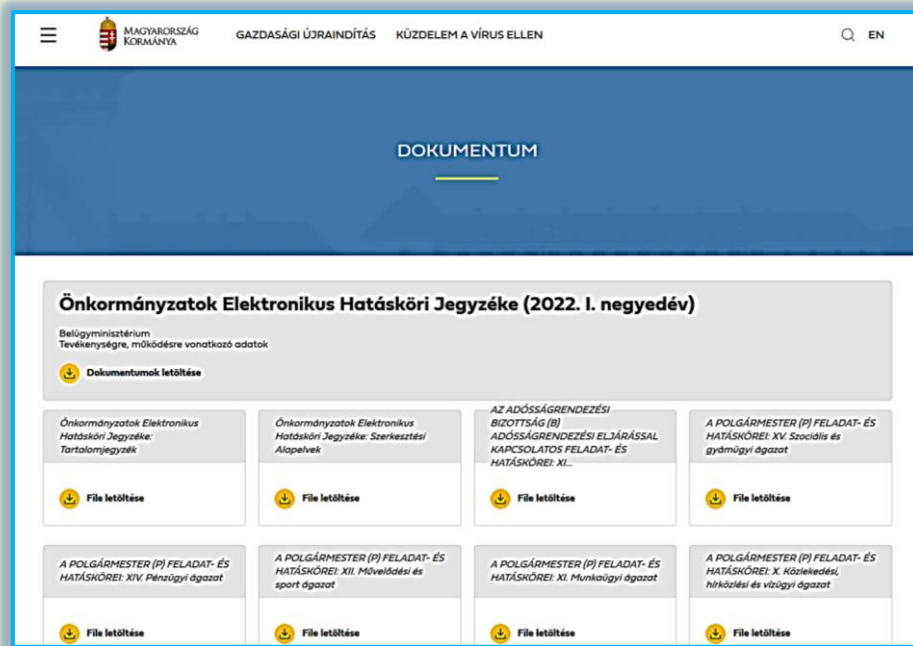 MAGYARORSZÁG
KORMÁNYA
GAZDASÁGI ÚJRAINDÍTÁS KÜZDELEM A VÍRUS ELLEN
EN
DOKUMENTUM
Önkormányzatok Elektronikus Hatásköri Jegyzéke (2022. I. negyedév)
Belügyminisztérium
Tevékenységre, működésre vonatkozó adatok
Dokumentumok letöltése
Önkormányzatok Elektronikus
Hatásköri Jegyzéke:
Tartalomjegyzék
File letöltése
Önkormányzatok Elektronikus
Hatásköri Jegyzéke: Szerkesztési
Alapelvek
File letöltése
AZ ADÓSSÁGRENDEZÉSI
BIZOTTSÁG (B)
ADÓSSÁGRENDEZÉSI ELJÁRÁSSAL
KAPCSOLATOS FELADAT- ÉS
HATÁSKÖREI: XI...
File letöltése
A POLGÁRMESTER (P) FELADAT- ÉS
HATÁSKÖREI: XV. Szociális és
gyámügyi ágazat
File letöltése
A POLGÁRMESTER (P) FELADAT- ÉS
HATÁSKÖREI: XIV. Pénzügyi ágazat
File letöltése
A POLGÁRMESTER (P) FELADAT- ÉS
HATÁSKÖREI: XII. Művelődési és
sport ágazat
File letöltése
A POLGÁRMESTER (P) FELADAT- ÉS
HATÁSKÖREI: XI. Munkaügyi ágazat
File letöltése
A POLGÁRMESTER (P) FELADAT- ÉS
HATÁSKÖREI: X. Közlekedési,
hírközlési és vízügyi ágazat
File letöltése